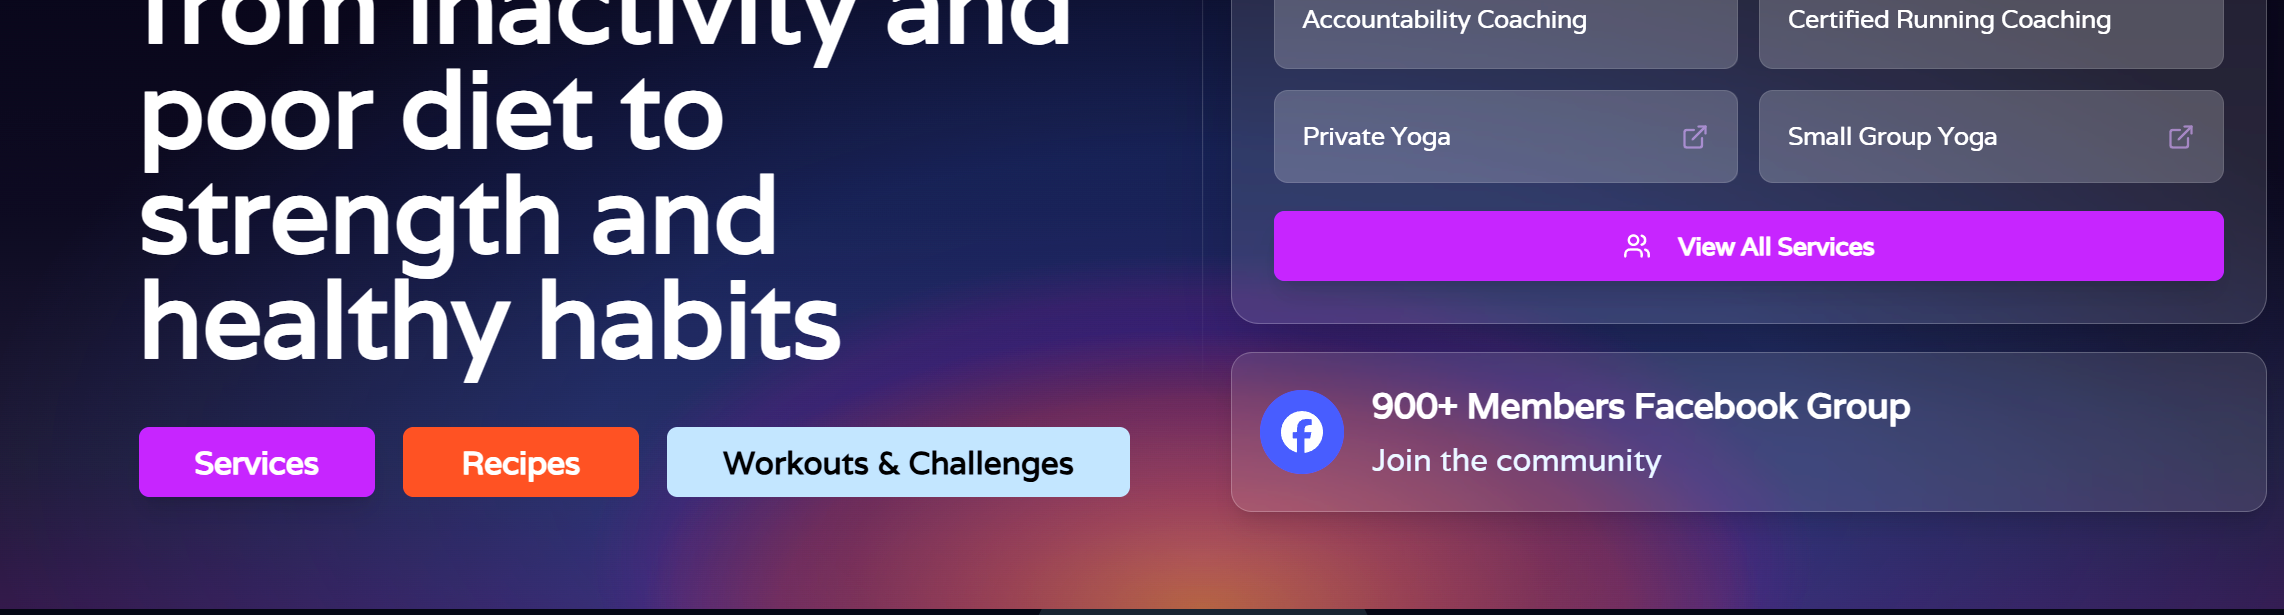 from inactivity and
poor diet to
strength and
healthy habits
Services
Recipes
Workouts & Challenges
Accountability Coaching
Certified Running Coaching
Private Yoga
Small Group Yoga
View All Services
900+ Members Facebook Group
Join the community